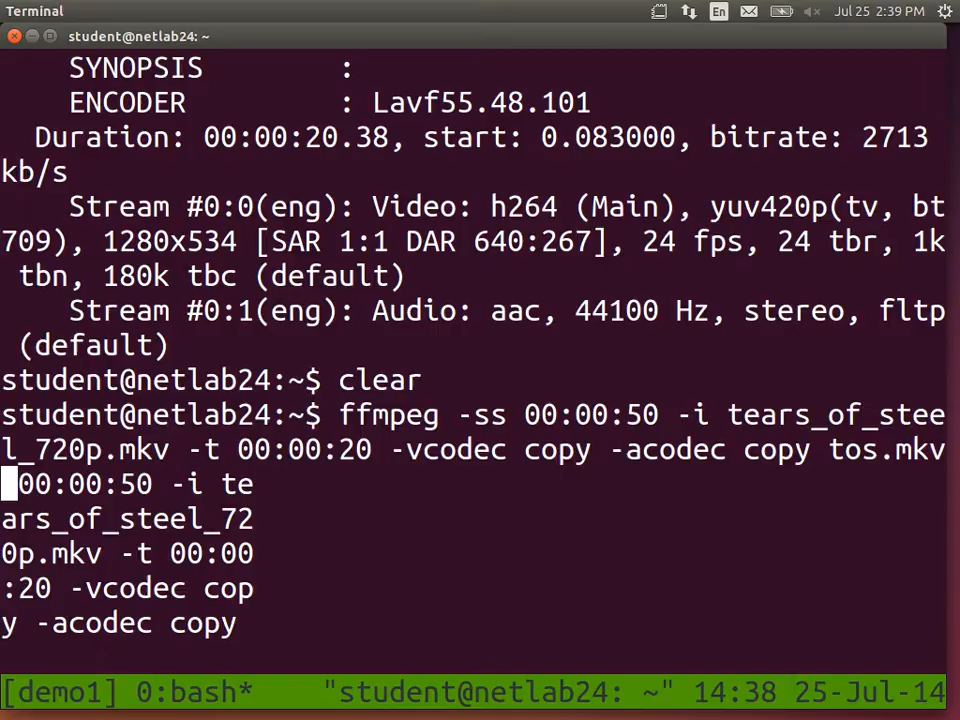 Terminal
En
Jul 25 2:39 PM
student@netlab24: ~
SYNOPSIS :
ENCODER : Lavf55.48.101
Duration: 00:00:20.38, start: 0.083000, bitrate: 2713
kb/s
Stream #0:0(eng): Video: h264 (Main), yuv420p(tv, bt
709), 1280x534 [SAR 1:1 DAR 640:267], 24 fps, 24 tbr, 1k
tbn, 180k tbc (default)
Stream #0:1(eng): Audio: aac, 44100 Hz, stereo, fltp
(default)
student@netlab24:~$ clear
student@netlab24:~$ ffmpeg -ss 00:00:50 -i tears_of_stee
l_720p.mkv -t 00:00:20 -vcodec copy -acodec copy tos.mkv
00:00:50 -i te
ars_of_steel_72
0p.mkv -t 00:00
:20 -vcodec cop
y -acodec copy
[demo1] 0:bash* "student@netlab24: ~" 14:38 25-Jul-14